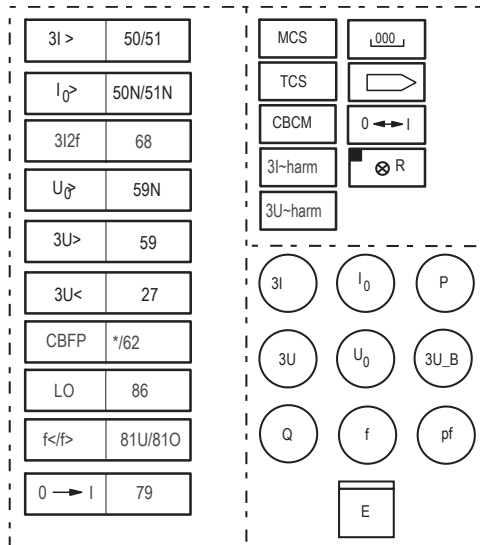 3I > 50/51
I0> 50N/51N
3I2f 68
U0> 59N
3U> 59
3U< 27
CBFP */62
LO 86
f</f> 81U/81O
0 → I 79
MCS 000
TCS
CBCM 0 ↔ I
3I~harm ⊗ R
3U~harm
3I I0 P
3U U0 3U_B
Q f pf
E